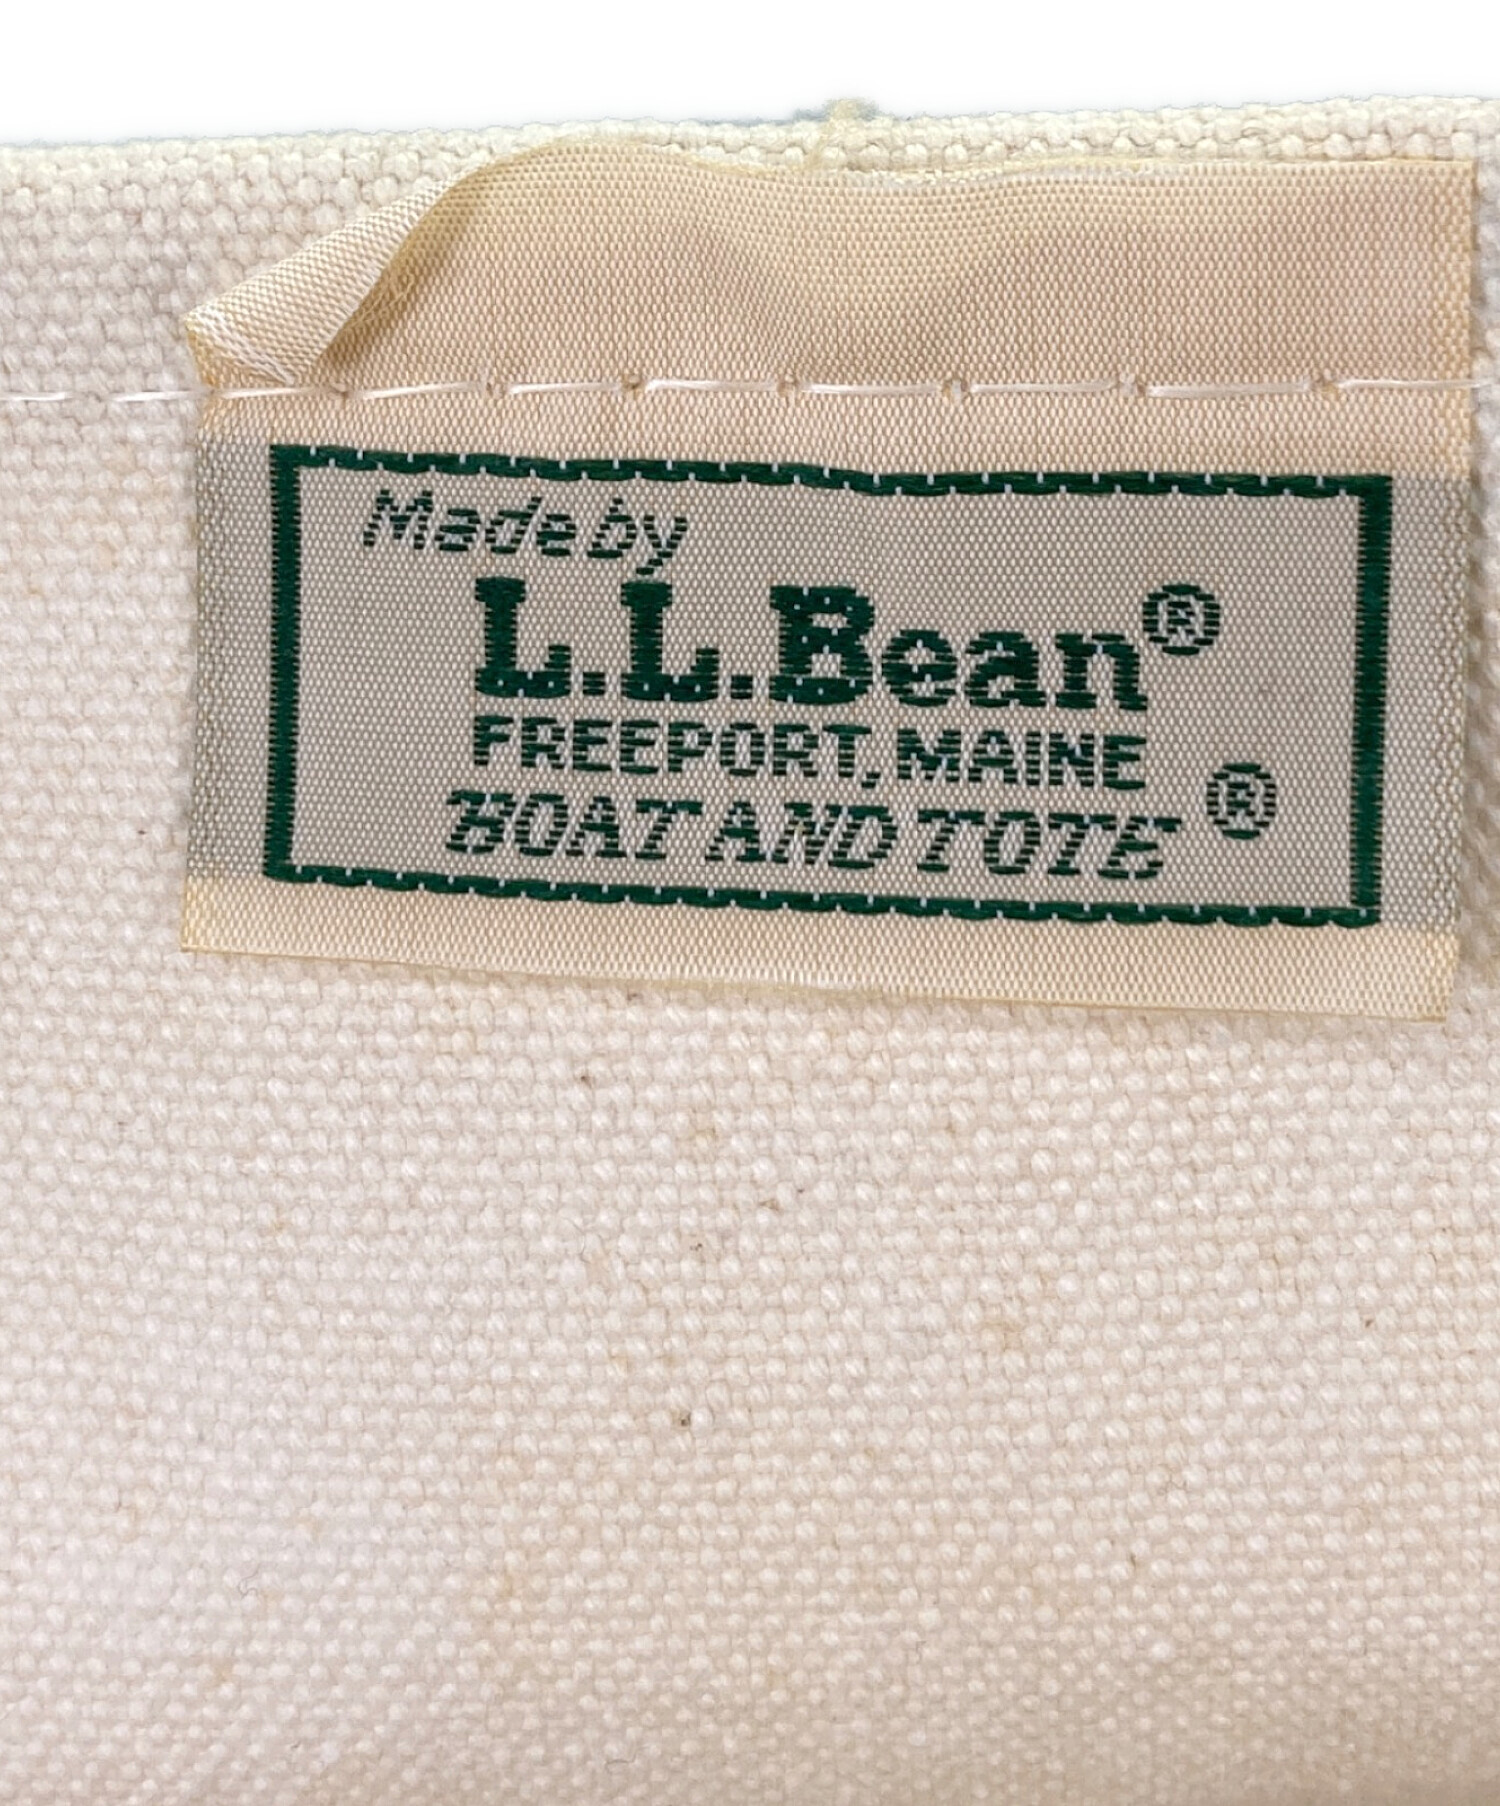 Made by
L.L.Bean®
FREEPORT, MAINE
BOAT AND TOTE ®